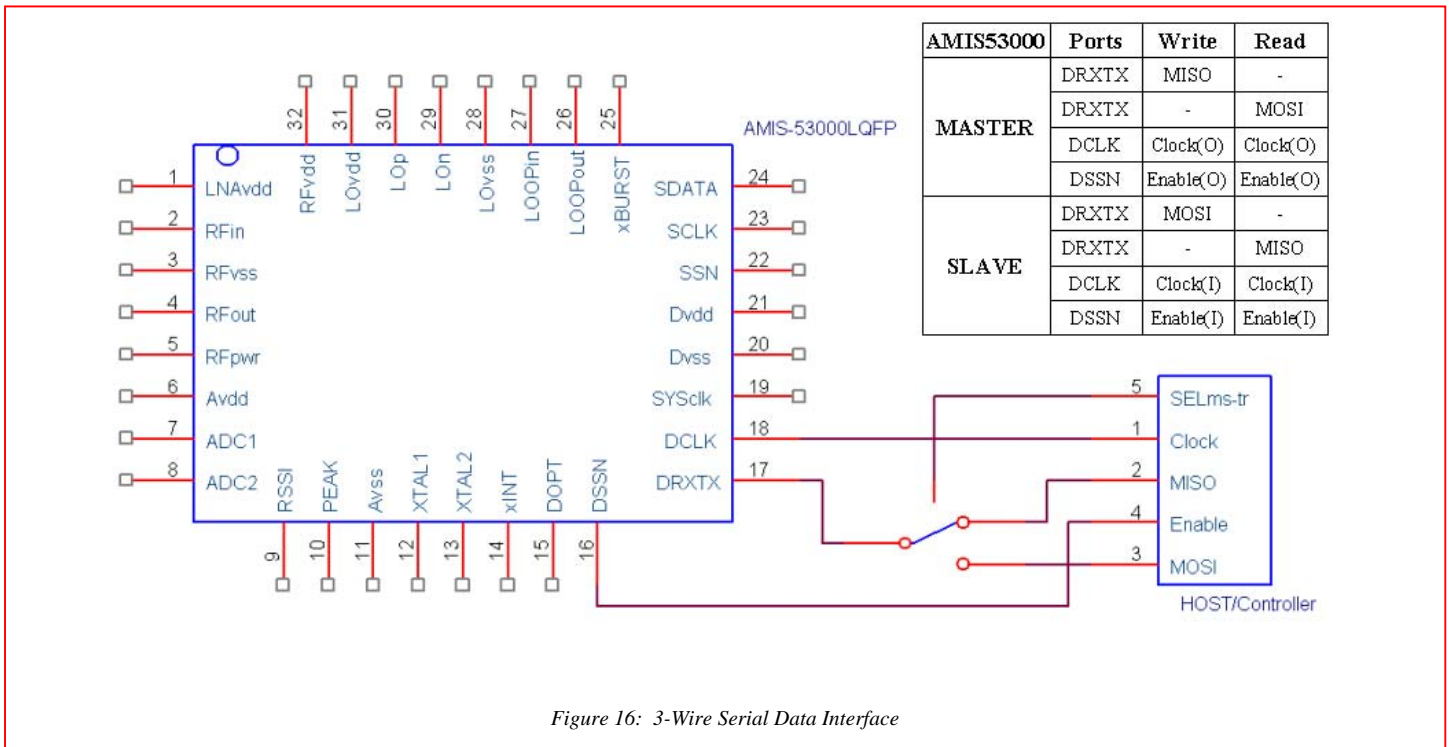 AMIS53000 Ports Write Read
MASTER
DRXTX MISO -
DRXTX - MOSI
DCLK Clock(O) Clock(O)
DSSN Enable(O) Enable(O)
SLAVE
DRXTX MOSI -
DRXTX - MISO
DCLK Clock(I) Clock(I)
DSSN Enable(I) Enable(I)
AMIS-53000LQFP
32 31 30 29 28 27 26 25
RFvdd LOvdd LOp LOn LOvss LOOPin LOOPout xBURST
1 LNAvdd
2 RFin
3 RFvss
4 RFout
5 RFpwr
6 Avdd
7 ADC1
8 ADC2
SDATA 24
SCLK 23
SSN 22
Dvdd 21
Dvss 20
SYSclk 19
DCLK 18
DRXTX 17
RSSI PEAK Avss XTAL1 XTAL2 xINT DOPT DSSN
9 10 11 12 13 14 15 16
5 SELms-tr
1 Clock
2 MISO
4 Enable
3 MOSI
HOST/Controller
Figure 16: 3-Wire Serial Data Interface